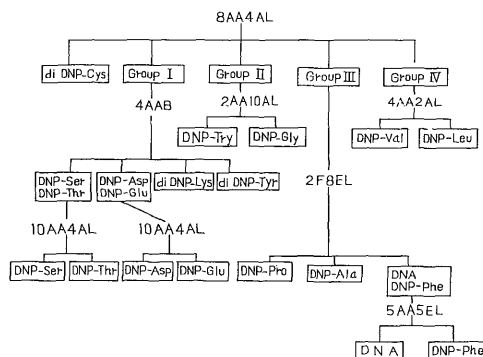 8AA4AL
di DNP-Cys Group I Group II Group III Group IV
4AAB 2AA10AL 4AA2AL
DNP-Try DNP-Gly DNP-Val DNP-Leu
DNP-Ser DNP-Asp di DNP-Lys di DNP-Tyr 2F8EL
DNP-Thr DNP-Glu
10AA4AL 10AA4AL
DNP-Ser DNP-Thr DNP-Asp DNP-Glu DNP-Pro DNP-Ala DNA
DNP-Phe
5AA5EL
DNA DNP-Phe